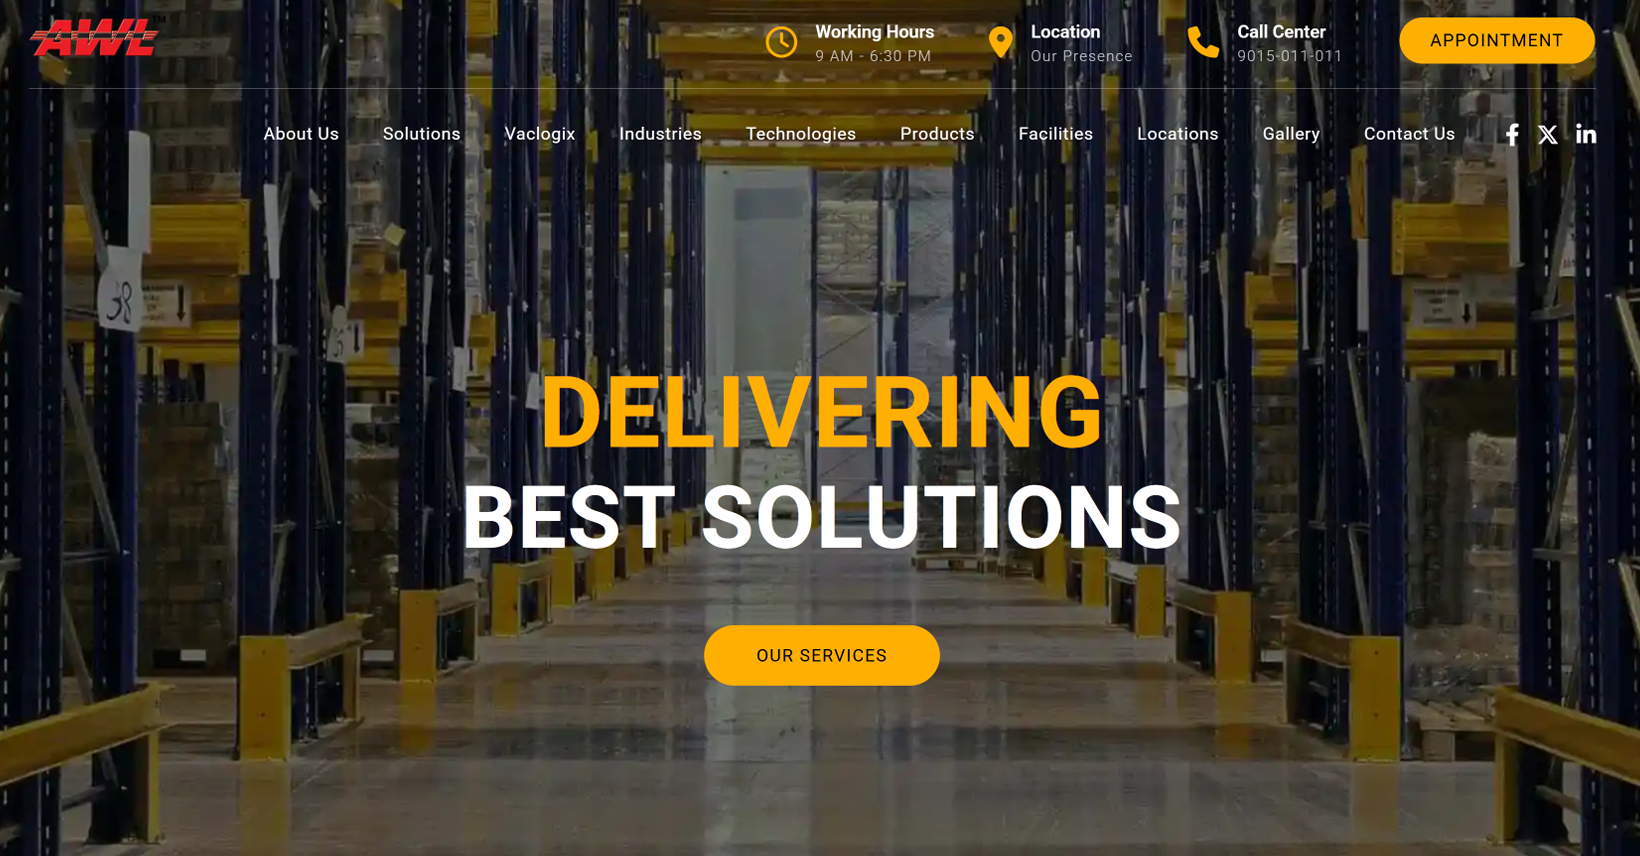 AWL
TM
Working Hours
9 AM - 6:30 PM
Location
Our Presence
Call Center
9015-011-011
APPOINTMENT
About Us
Solutions
Vaclogix
Industries
Technologies
Products
Facilities
Locations
Gallery
Contact Us
38
DELIVERING
BEST SOLUTIONS
OUR SERVICES